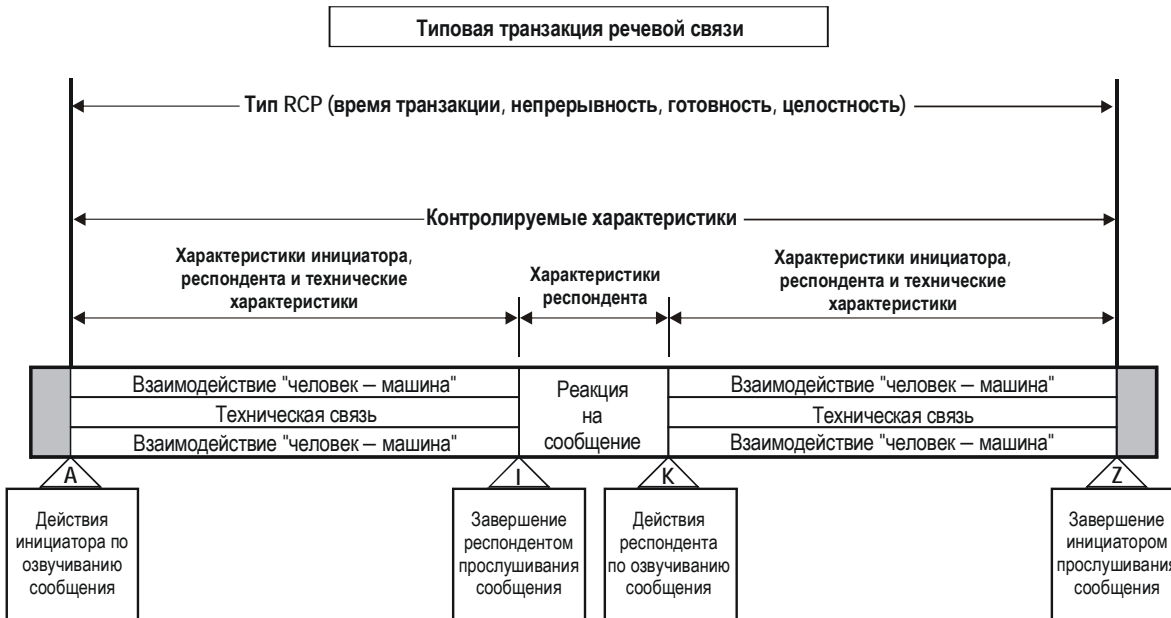 Типовая транзакция речевой связи
Тип RCP (время транзакции, непрерывность, готовность, целостность)
Контролируемые характеристики
Характеристики инициатора,
респондента и технические
характеристики
Характеристики
респондента
Характеристики инициатора,
респондента и технические
характеристики
Взаимодействие "человек — машина"
Техническая связь
Взаимодействие "человек — машина"
Реакция
на
сообщение
Взаимодействие "человек — машина"
Техническая связь
Взаимодействие "человек — машина"
A
I
K
Z
Действия
инициатора по
озвучиванию
сообщения
Завершение
респондентом
прослушивания
сообщения
Действия
респондента
по озвучиванию
сообщения
Завершение
инициатором
прослушивания
сообщения